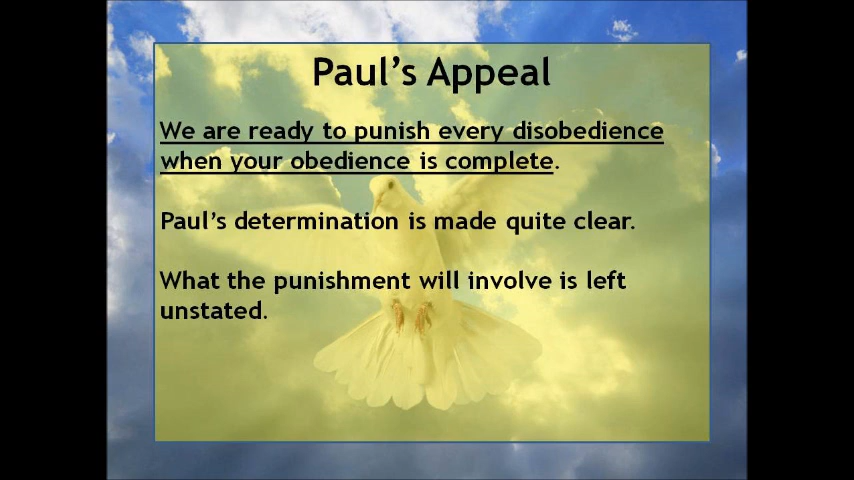 Paul’s Appeal
We are ready to punish every disobedience
when your obedience is complete.
Paul’s determination is made quite clear.
What the punishment will involve is left
unstated.